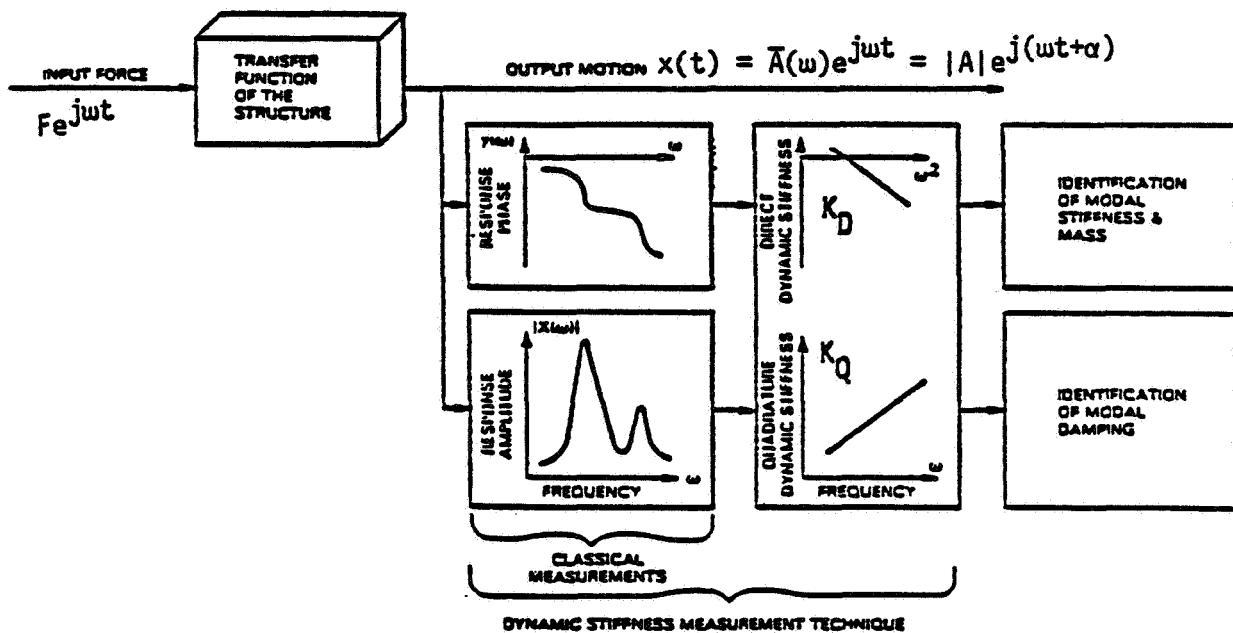 INPUT FORCE
Fe^jωt
TRANSFER
FUNCTION
OF THE
STRUCTURE
OUTPUT MOTION x(t) = A̅(ω)e^jωt = |A|e^j(ωt+α)
RESPONSE
PHASE
ω
DIRECT
DYNAMIC STIFFNESS
K_D
ω²
IDENTIFICATION
OF MODAL
STIFFNESS &
MASS
RESPONSE
AMPLITUDE
|X(ω)|
ω
FREQUENCY
QUADRATURE
DYNAMIC STIFFNESS
K_Q
ω
FREQUENCY
IDENTIFICATION
OF MODAL
DAMPING
CLASSICAL
MEASUREMENTS
DYNAMIC STIFFNESS MEASUREMENT TECHNIQUE